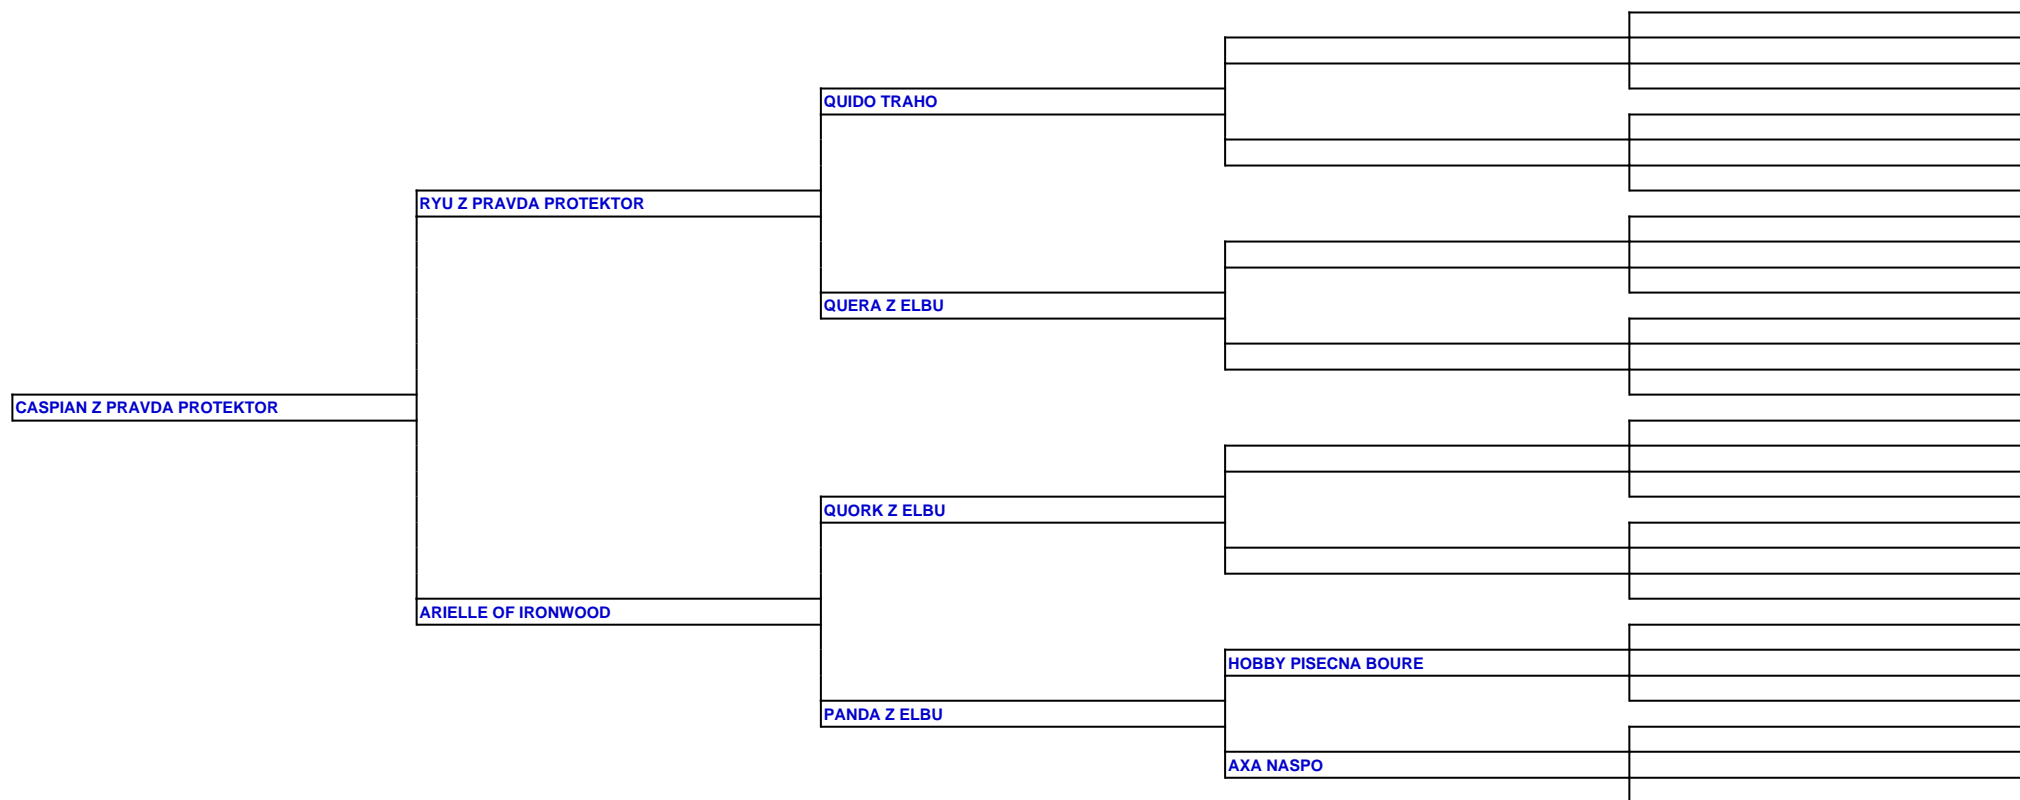 QUIDO TRAHO
RYU Z PRAVDA PROTEKTOR
QUERA Z ELBU
CASPIAN Z PRAVDA PROTEKTOR
QUORK Z ELBU
ARIELLE OF IRONWOOD
HOBBY PISECNA BOURE
PANDA Z ELBU
AXA NASPO